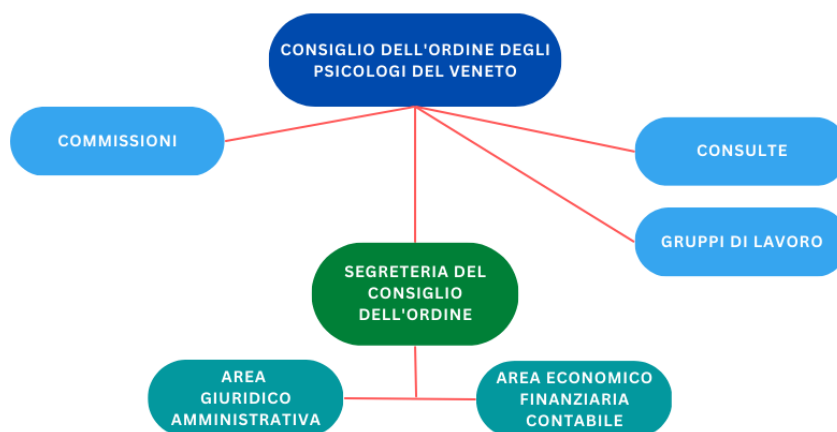 CONSIGLIO DELL'ORDINE DEGLI
PSICOLOGI DEL VENETO
COMMISSIONI
CONSULTE
GRUPPI DI LAVORO
SEGRETERIA DEL
CONSIGLIO
DELL'ORDINE
AREA
GIURIDICO
AMMINISTRATIVA
AREA ECONOMICO
FINANZIARIA
CONTABILE